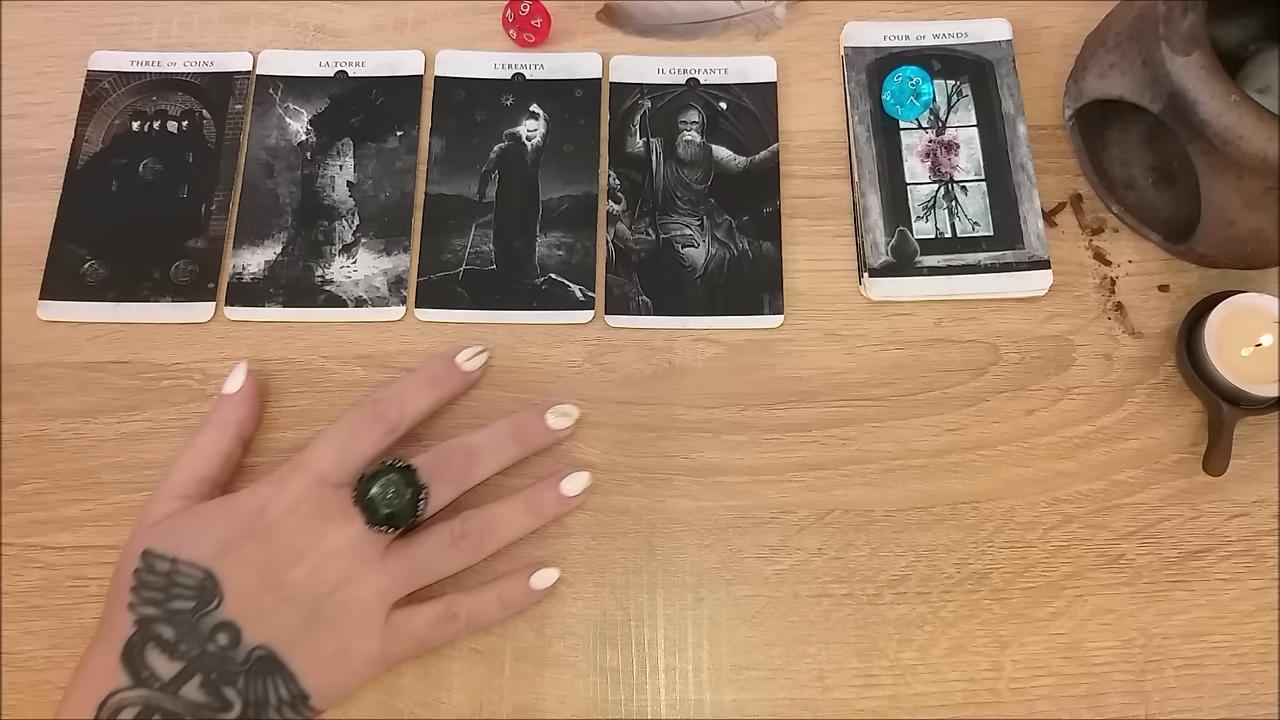 THREE OF COINS
LA TORRE
L'EREMITA
IL GEROFANTE
FOUR OF WANDS